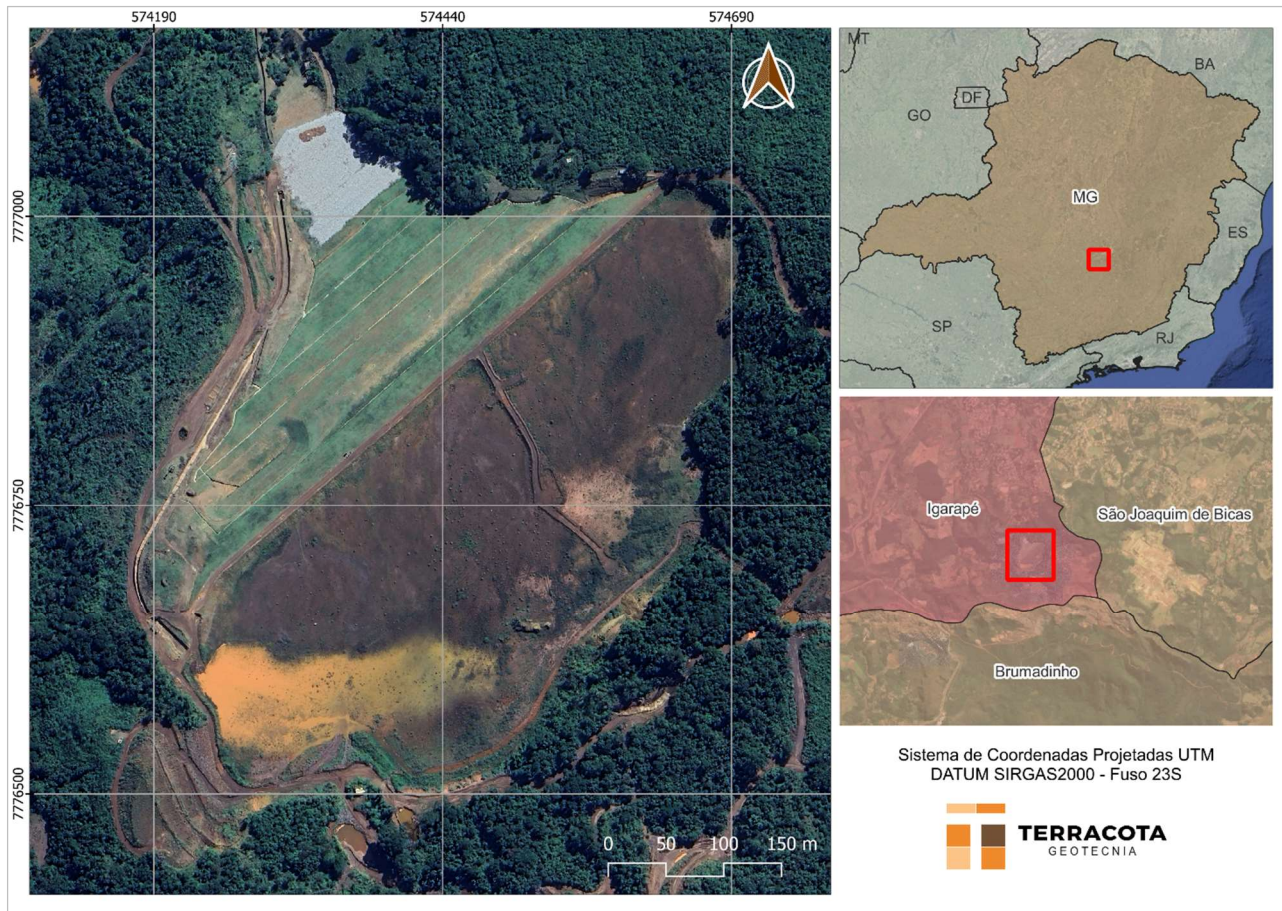 574190
574440
574690
7777000
7776750
7776500
0 50 100 150 m
MT
BA
DF
GO
MG
ES
SP
RJ
Igarapé
São Joaquim de Bicas
Brumadinho
Sistema de Coordenadas Projetadas UTM
DATUM SIRGAS2000 - Fuso 23S
TERRACOTA
GEOTECNIA